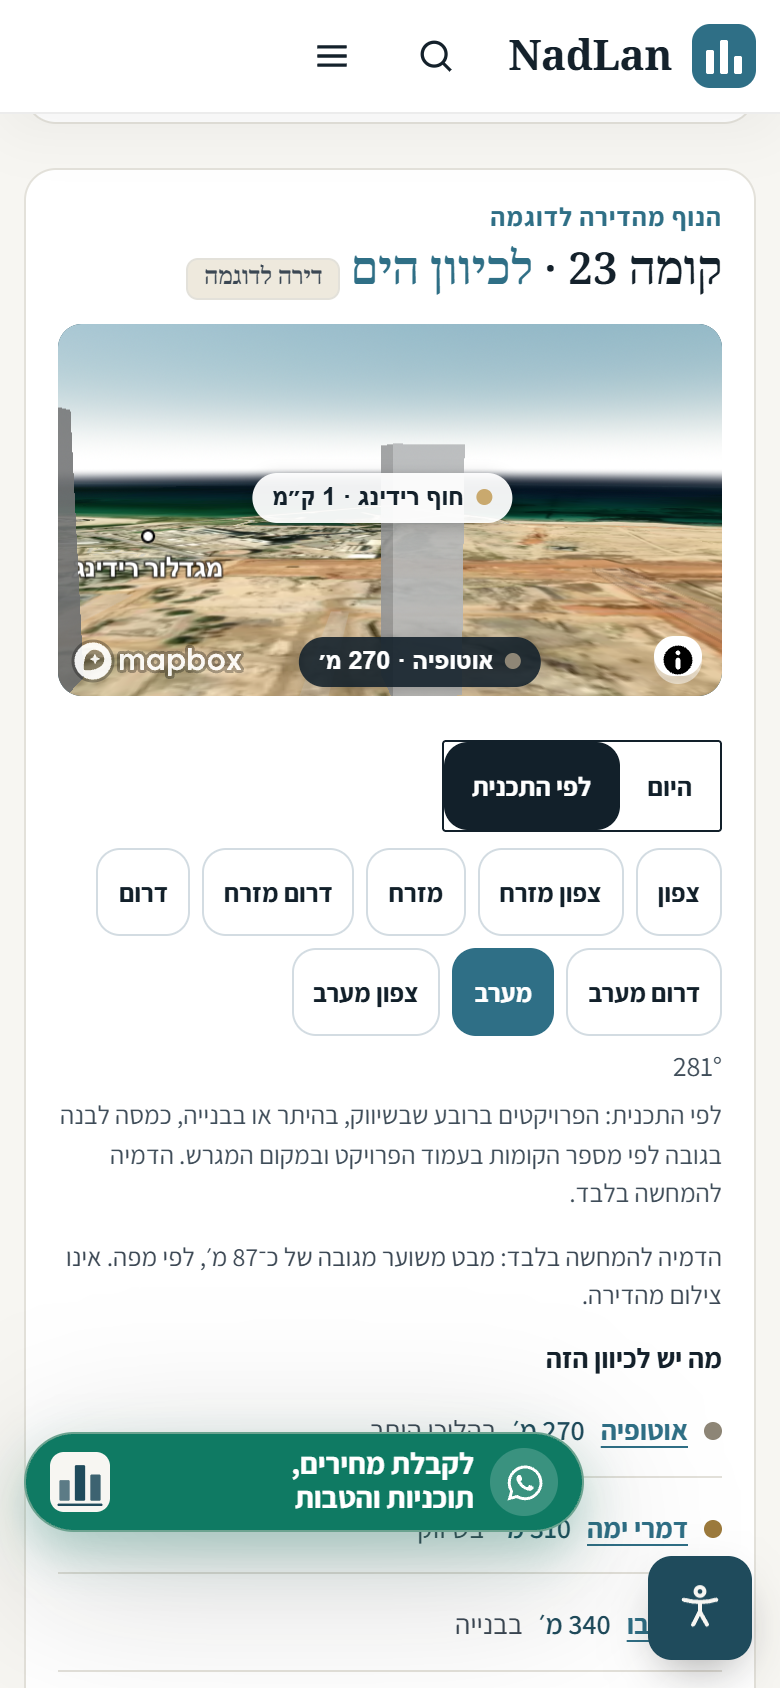 NadLan
הנוף מהדירה לדוגמה
קומה 23 · לכיוון הים
דירה לדוגמה
חוף רידינג · 1 ק״מ
מגדלור רידינג
אוטופיה · 270 מ׳
mapbox
היום
לפי התכנית
צפון
צפון מזרח
מזרח
דרום מזרח
דרום
דרום מערב
מערב
צפון מערב
281°
לפי התכנית: הפרויקטים ברובע שבשיווק, בהיתר או בבנייה, כמסה לבנה
בגובה לפי מספר הקומות בעמוד הפרויקט ובמקום המגרש. הדמיה
להמחשה בלבד.
הדמיה להמחשה בלבד: מבט משוער מגובה של כ־87 מ׳, לפי מפה. אינו
צילום מהדירה.
מה יש לכיוון הזה
אוטופיה 270 מ׳
לקבלת מחירים,
תוכניות והטבות
דמרי ימה 310 מ׳ בשיווק
340 מ׳ בבנייה